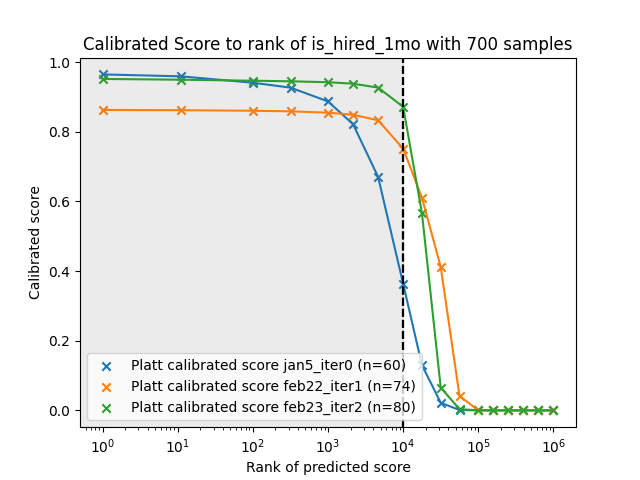 Calibrated Score to rank of is_hired_1mo with 700 samples
Calibrated score
1.0
0.8
0.6
0.4
0.2
0.0
Platt calibrated score jan5_iter0 (n=60)
Platt calibrated score feb22_iter1 (n=74)
Platt calibrated score feb23_iter2 (n=80)
10⁰ 10¹ 10² 10³ 10⁴ 10⁵ 10⁶
Rank of predicted score